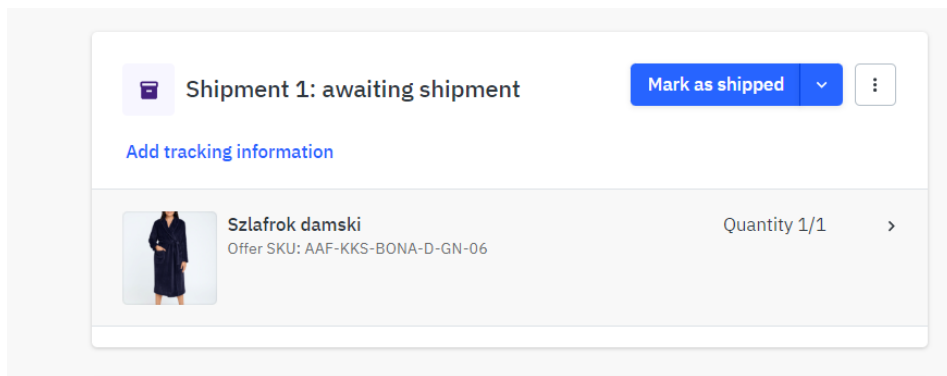 Shipment 1: awaiting shipment
Mark as shipped
Add tracking information
Szlafrok damski
Quantity 1/1
Offer SKU: AAF-KKS-BONA-D-GN-06